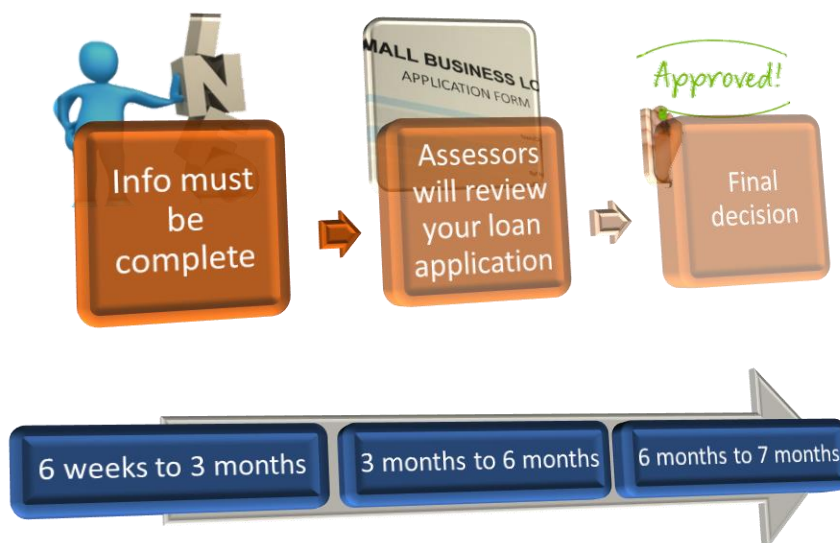 I
N
MALL BUSINESS LO
APPLICATION FORM
Approved!
Info must
be
complete
Assessors
will review
your loan
application
Final
decision
6 weeks to 3 months
3 months to 6 months
6 months to 7 months